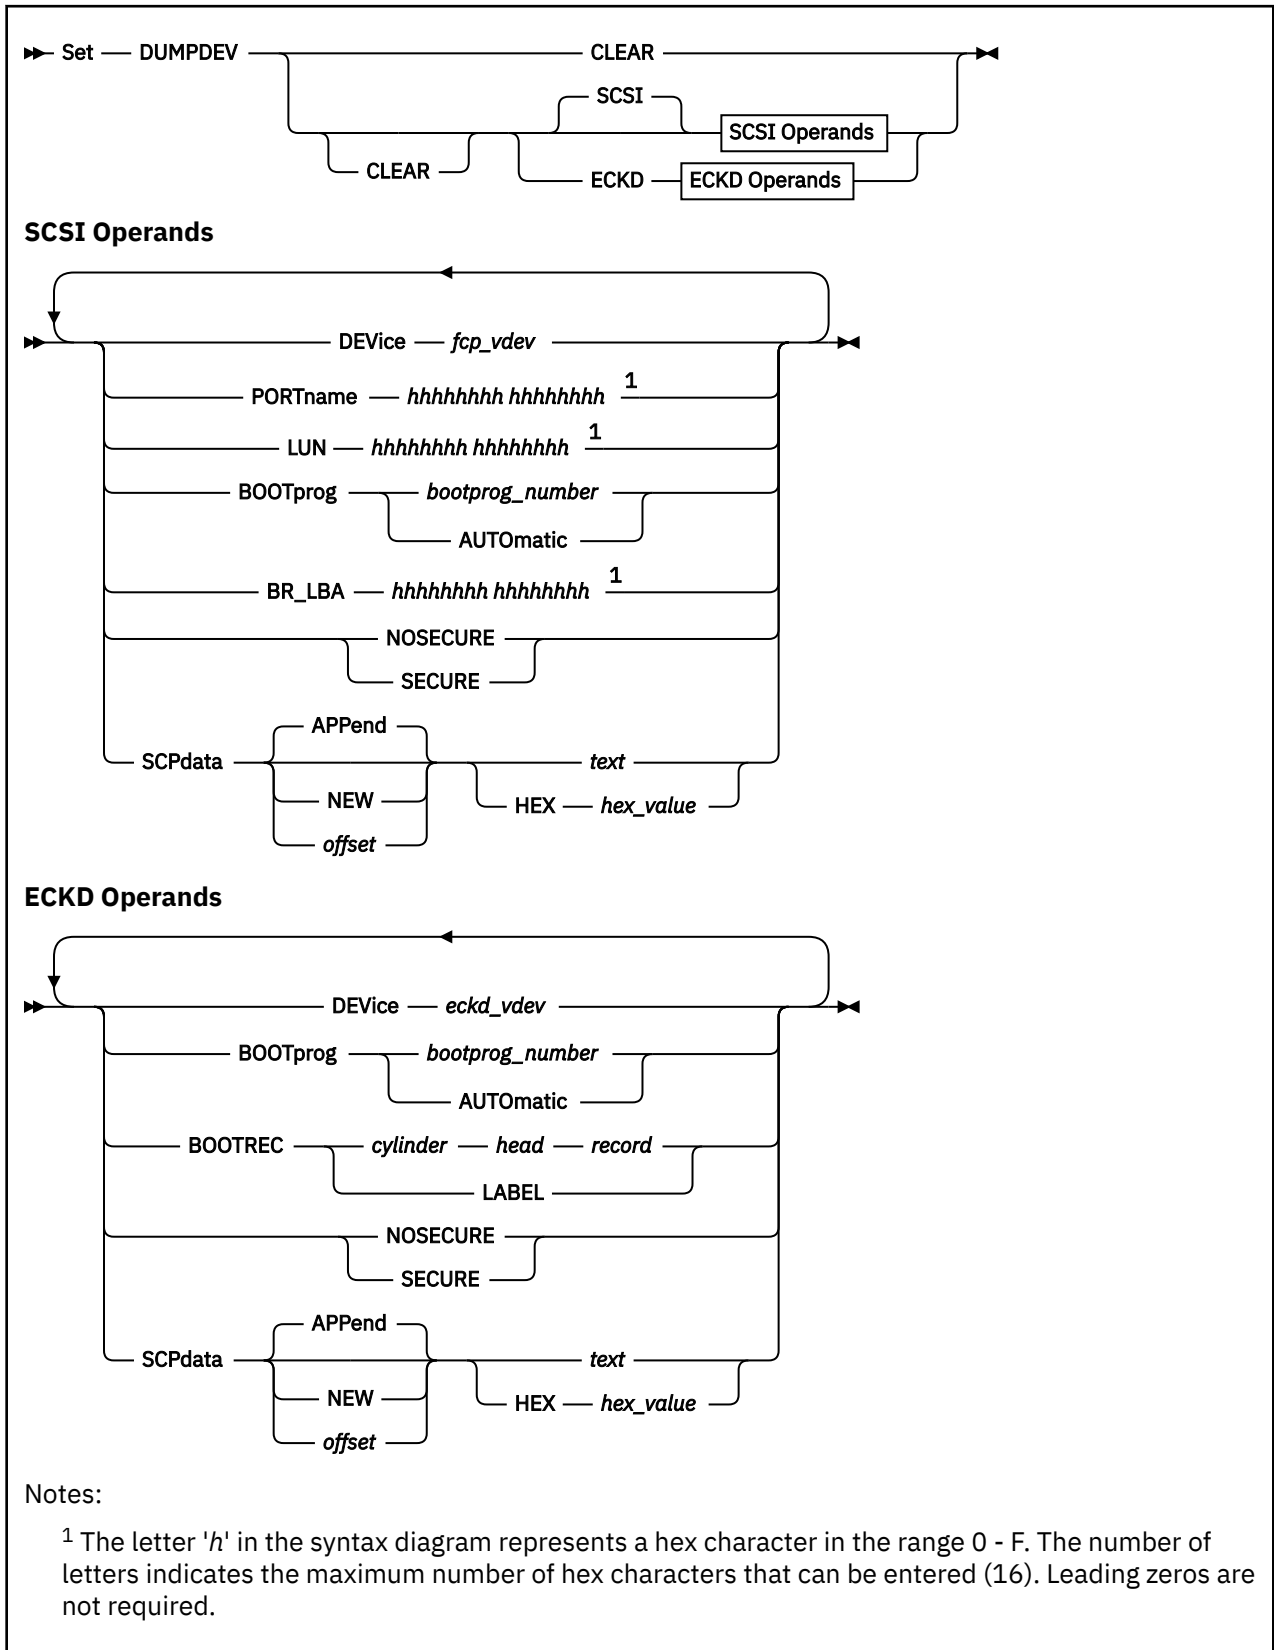 Set DUMPDEV CLEAR
SCSI
SCSI Operands
CLEAR
ECKD ECKD Operands
SCSI Operands
DEVice fcp_vdev
PORTname hhhhhhhh hhhhhhhh 1
LUN hhhhhhhh hhhhhhhh 1
BOOTprog bootprog_number
AUTOmatic
BR_LBA hhhhhhhh hhhhhhhh 1
NOSECURE
SECURE
APPend
SCPdata text
NEW
HEX hex_value
offset
ECKD Operands
DEVice eckd_vdev
BOOTprog bootprog_number
AUTOmatic
BOOTREC cylinder head record
LABEL
NOSECURE
SECURE
APPend
SCPdata text
NEW
HEX hex_value
offset
Notes:
1 The letter 'h' in the syntax diagram represents a hex character in the range 0 - F. The number of
letters indicates the maximum number of hex characters that can be entered (16). Leading zeros are
not required.